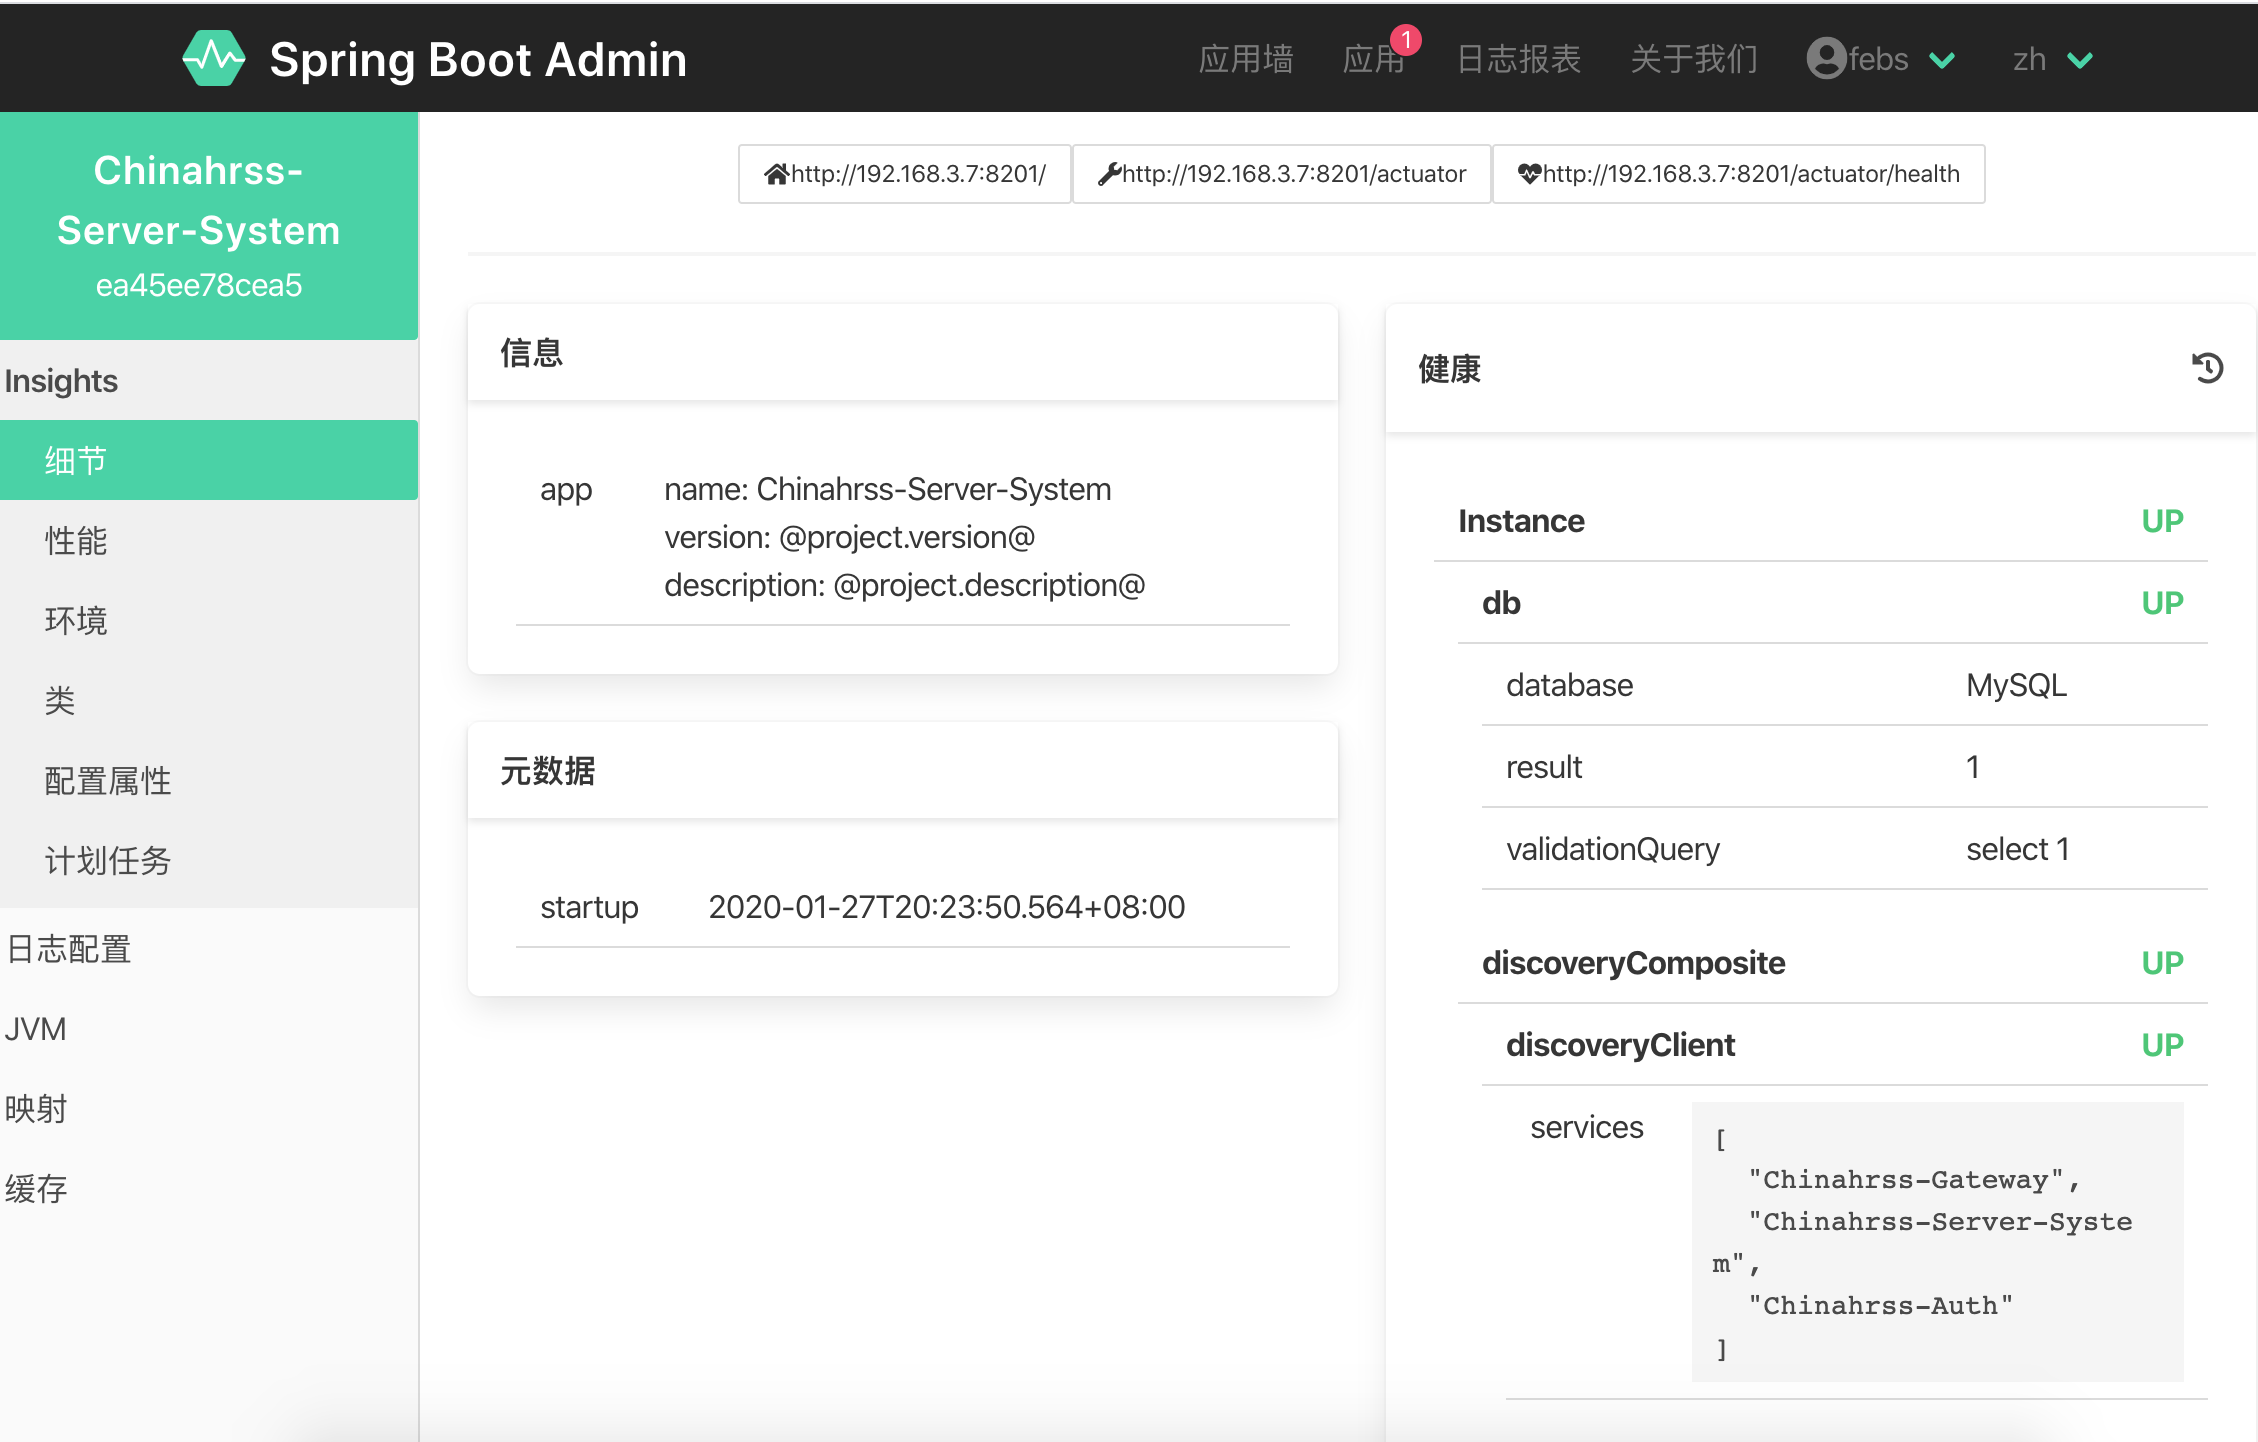 Spring Boot Admin
应用墙
应用
1
日志报表
关于我们
febs
zh
Chinahrss-
Server-System
ea45ee78cea5
Insights
细节
性能
环境
类
配置属性
计划任务
日志配置
JVM
映射
缓存
http://192.168.3.7:8201/
http://192.168.3.7:8201/actuator
http://192.168.3.7:8201/actuator/health
信息
app
name: Chinahrss-Server-System
version: @project.version@
description: @project.description@
元数据
startup 2020-01-27T20:23:50.564+08:00
健康
Instance UP
db UP
database MySQL
result 1
validationQuery select 1
discoveryComposite UP
discoveryClient UP
services
[
"Chinahrss-Gateway",
"Chinahrss-Server-Syste
m",
"Chinahrss-Auth"
]